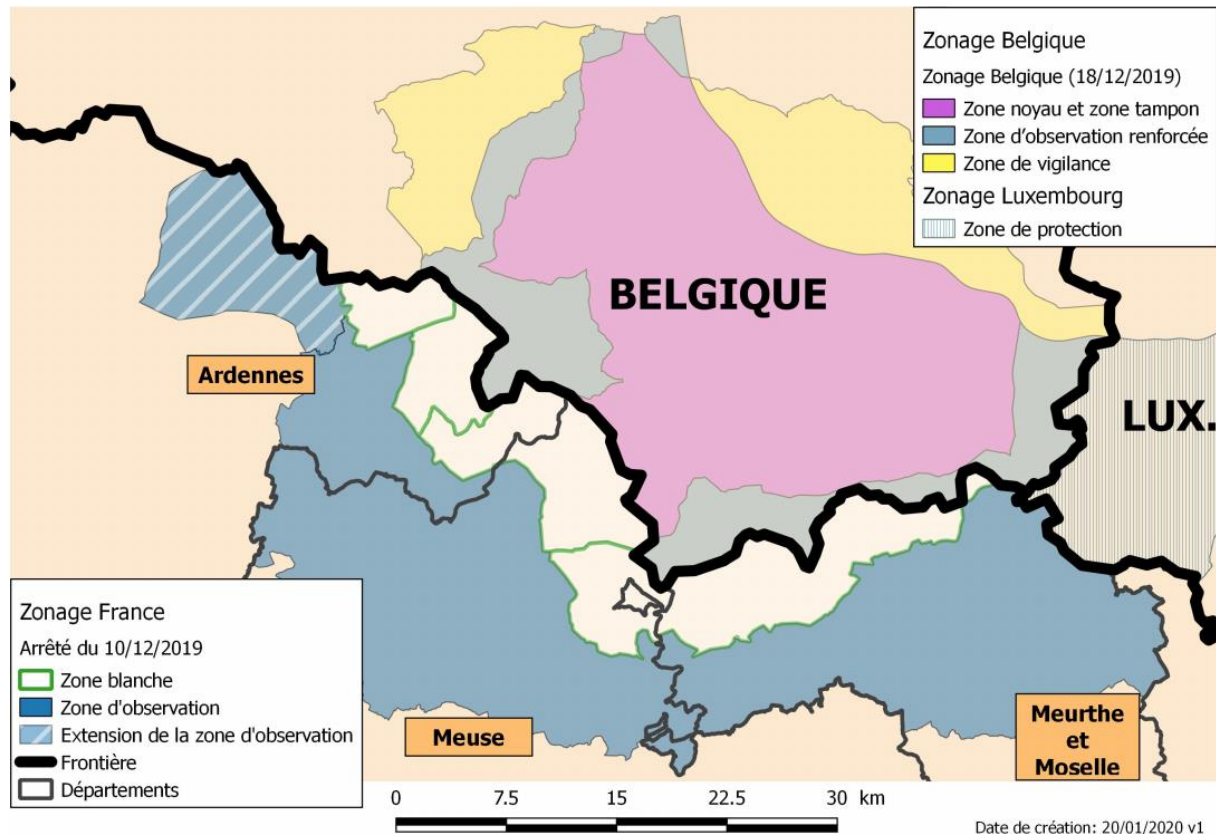 Zonage Belgique
Zonage Belgique (18/12/2019)
Zone noyau et zone tampon
Zone d'observation renforcée
Zone de vigilance
Zonage Luxembourg
Zone de protection
BELGIQUE
LUX.
Ardennes
Meuse
Meurthe
et
Moselle
Zonage France
Arrêté du 10/12/2019
Zone blanche
Zone d'observation
Extension de la zone d'observation
Frontière
Départements
0 7.5 15 22.5 30 km
Date de création: 20/01/2020 v1